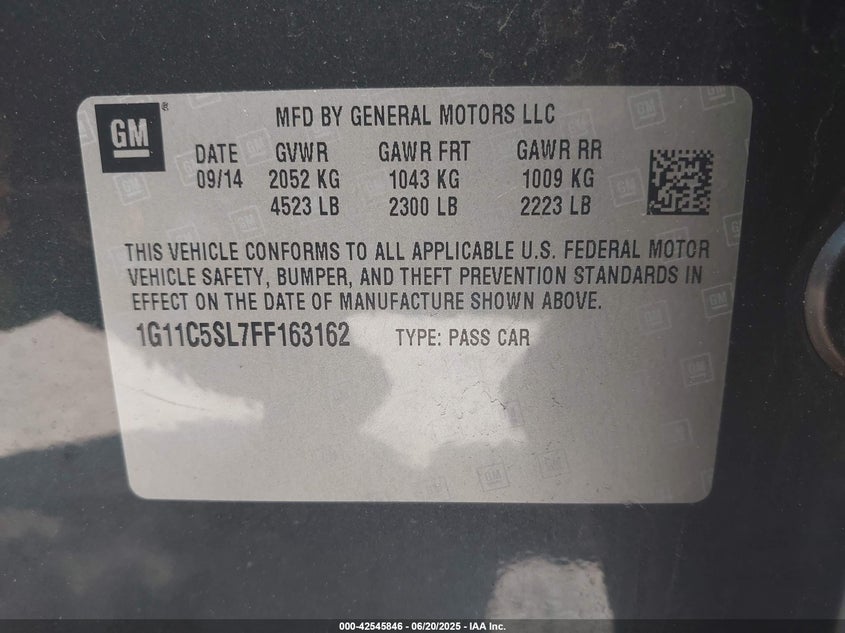 GM
MFD BY GENERAL MOTORS LLC
DATE GVWR GAWR FRT GAWR RR
09/14 2052 KG 1043 KG 1009 KG
4523 LB 2300 LB 2223 LB
THIS VEHICLE CONFORMS TO ALL APPLICABLE U.S. FEDERAL MOTOR
VEHICLE SAFETY, BUMPER, AND THEFT PREVENTION STANDARDS IN
EFFECT ON THE DATE OF MANUFACTURE SHOWN ABOVE.
1G11C5SL7FF163162 TYPE: PASS CAR
000-42545846 - 06/20/2025 - IAA Inc.